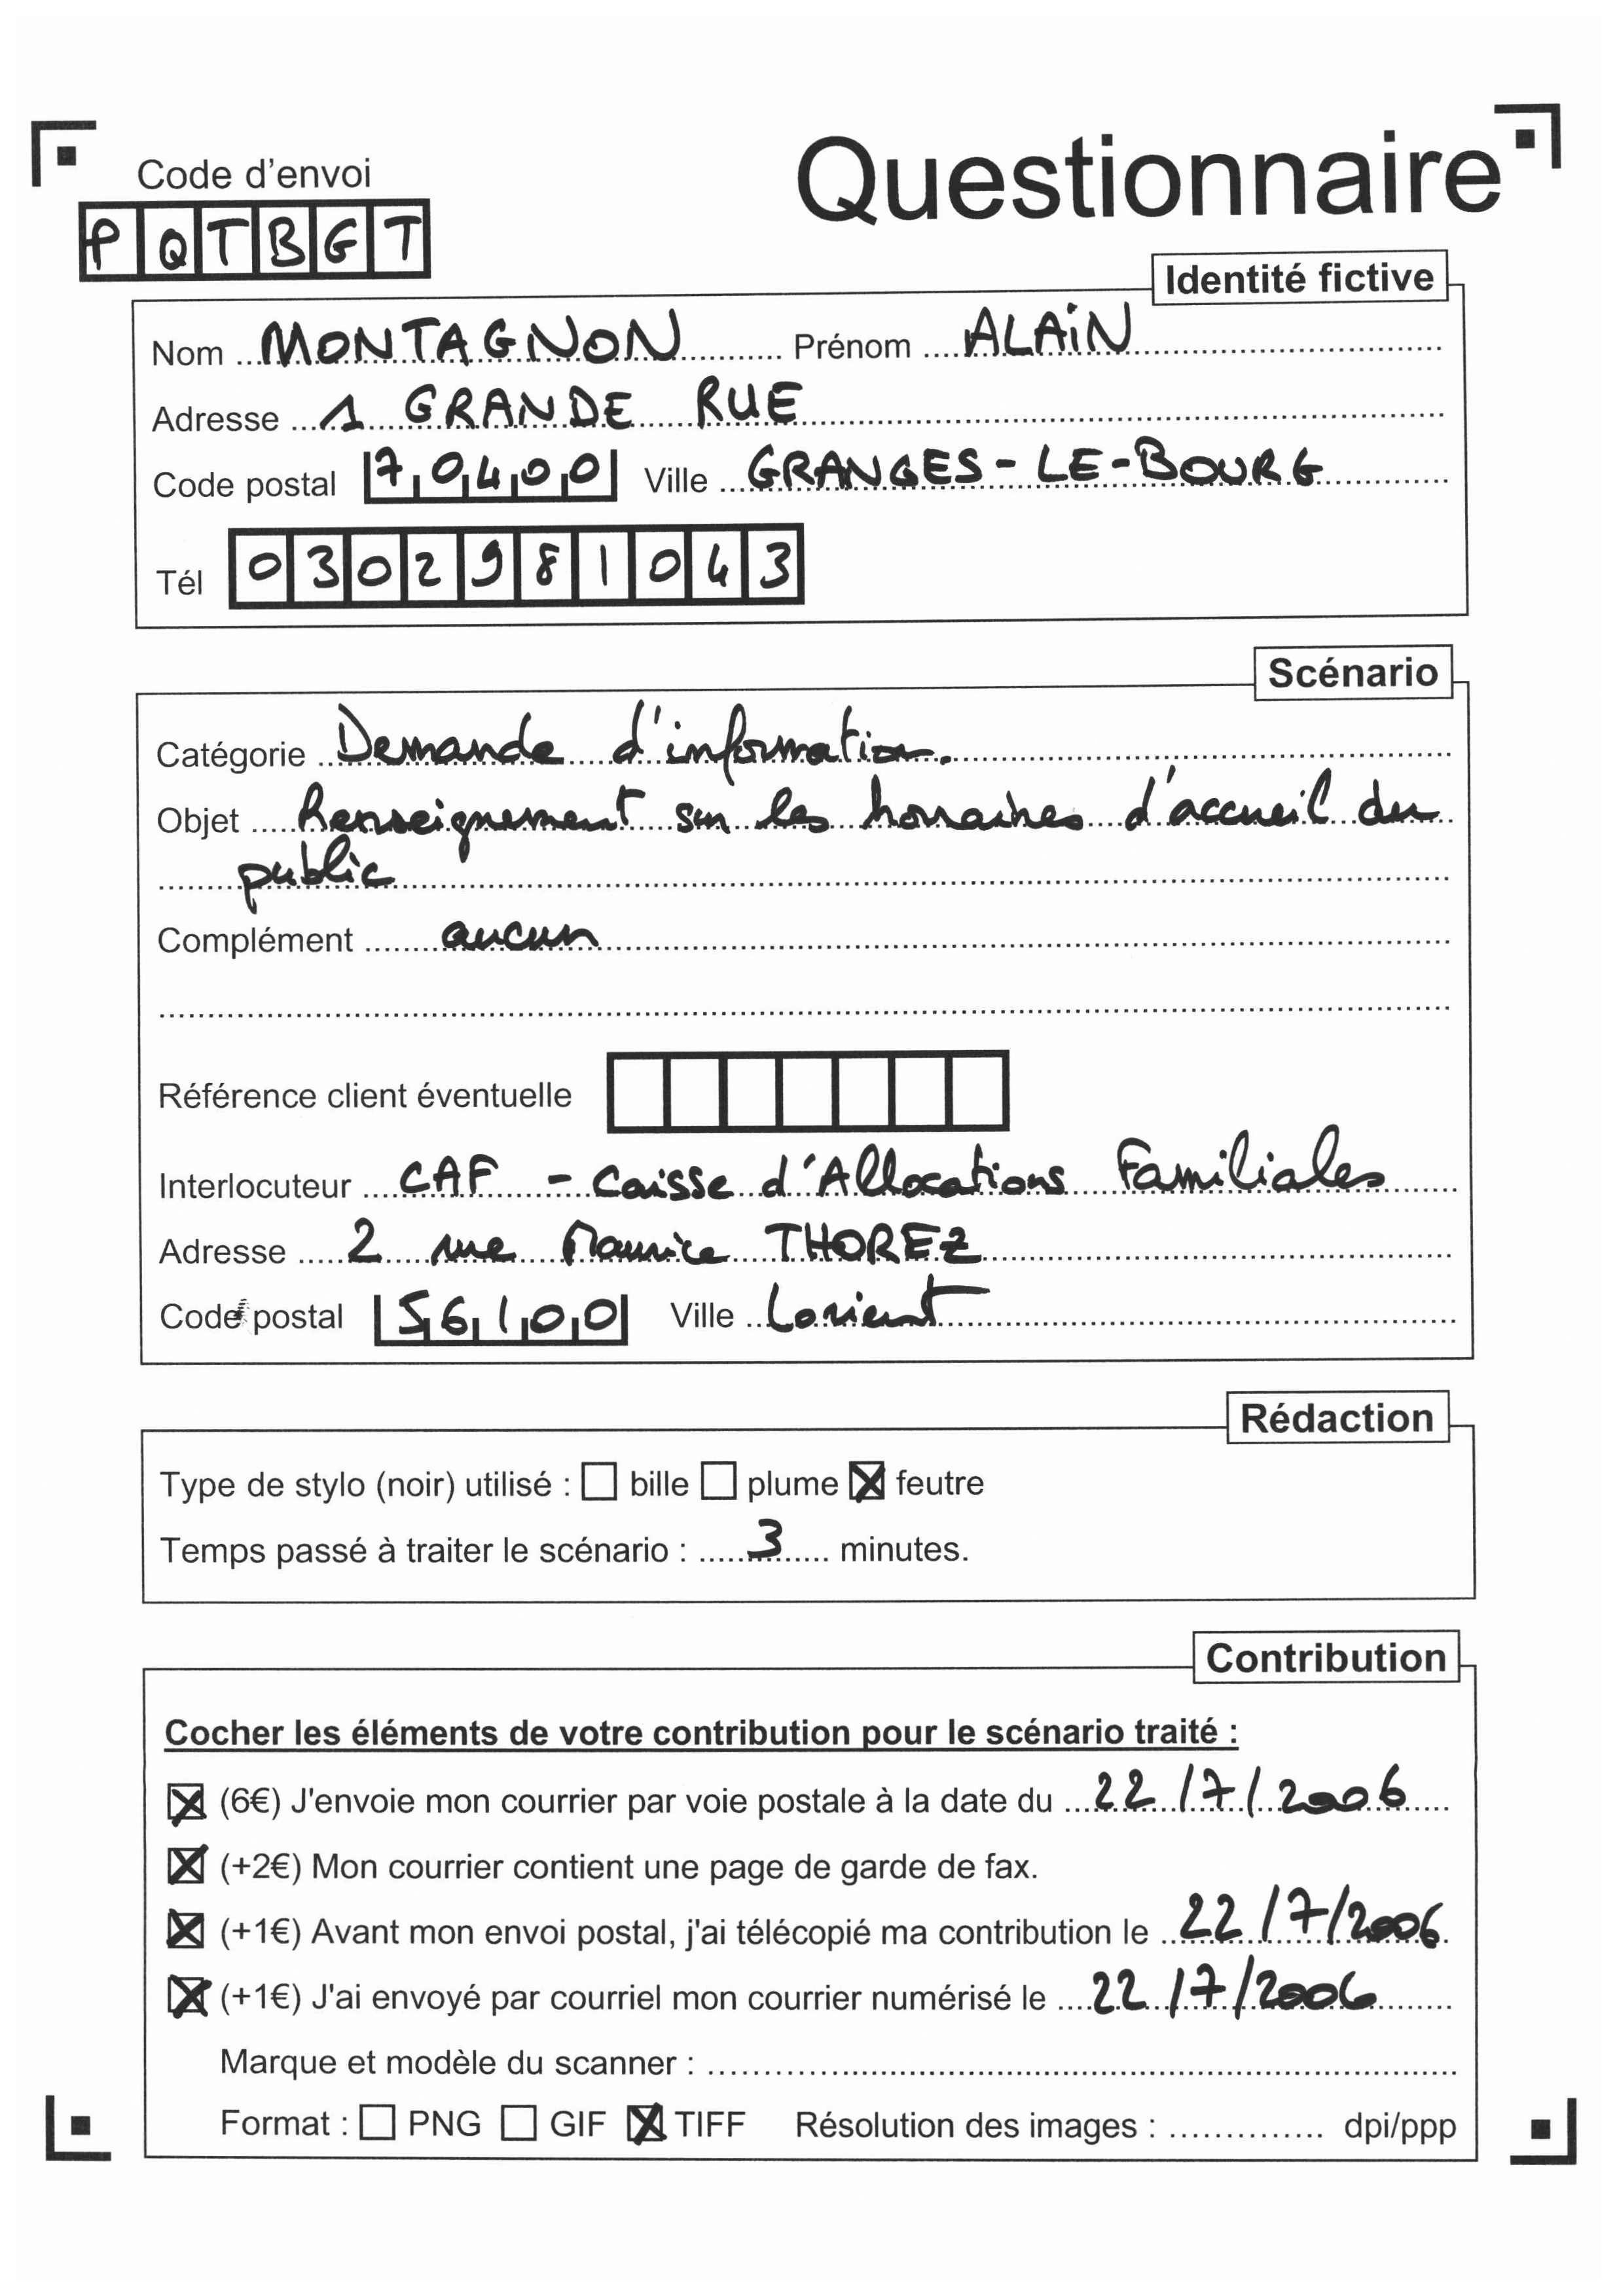 Code d'envoi
Questionnaire
PQTBGT
Identité fictive
Nom MONTAGNON Prénom ALAiN
Adresse 1 GRANDE RUE
Code postal 70400 Ville GRANGES-LE-BOURG
Tél 0302981043
Scénario
Catégorie Demande d'information.
Objet Renseignement sur les horraires d'accueil du
public
Complément aucun
Référence client éventuelle
Interlocuteur CAF - Caisse d'Allocations Familiales
Adresse 2 rue Maurice THOREZ
Code postal 56100 Ville Lorient
Rédaction
Type de stylo (noir) utilisé : ☐ bille ☐ plume ☒ feutre
Temps passé à traiter le scénario : 3 minutes.
Contribution
Cocher les éléments de votre contribution pour le scénario traité :
☒ (6€) J'envoie mon courrier par voie postale à la date du 22/7/2006
☒ (+2€) Mon courrier contient une page de garde de fax.
☒ (+1€) Avant mon envoi postal, j'ai télécopié ma contribution le 22/7/2006
☒ (+1€) J'ai envoyé par courriel mon courrier numérisé le 22/7/2006
Marque et modèle du scanner :
Format : ☐ PNG ☐ GIF ☒ TIFF Résolution des images : dpi/ppp